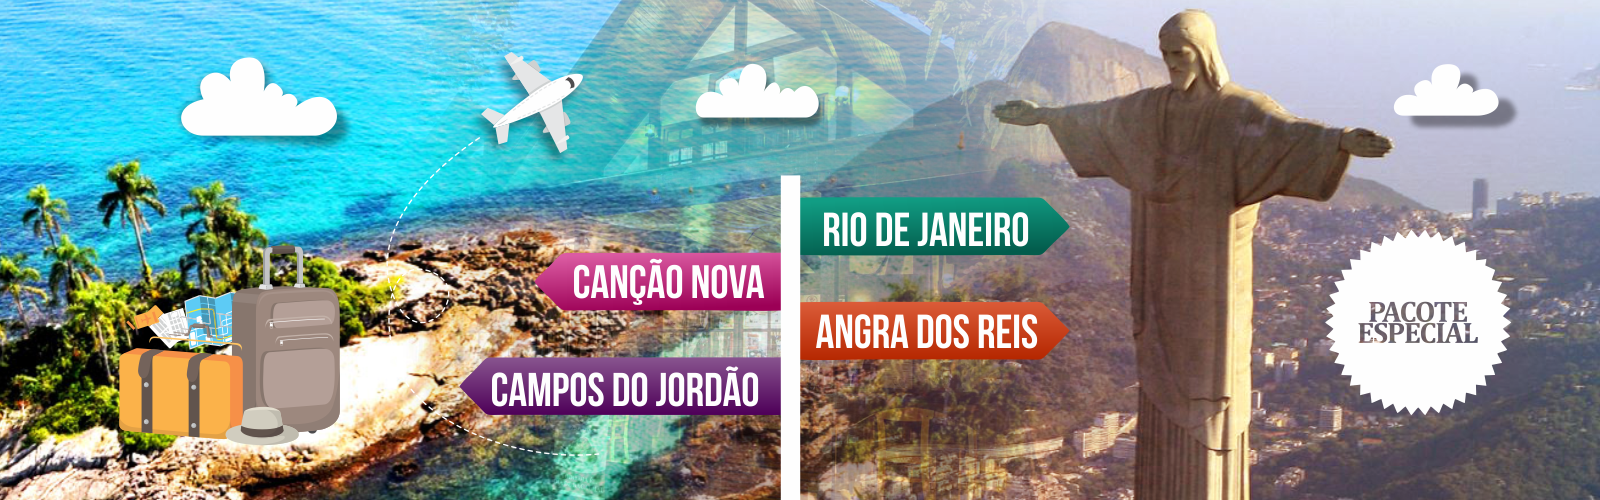 RIO DE JANEIRO
CANÇÃO NOVA
ANGRA DOS REIS
CAMPOS DO JORDÃO
PACOTE
ESPECIAL